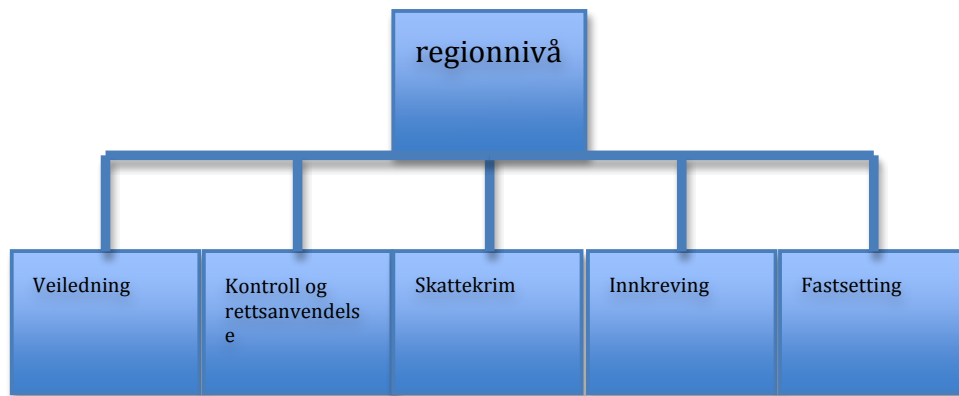 regionnivå
Veiledning
Kontroll og
rettsanvendels
e
Skattekrim
Innkreving
Fastsetting